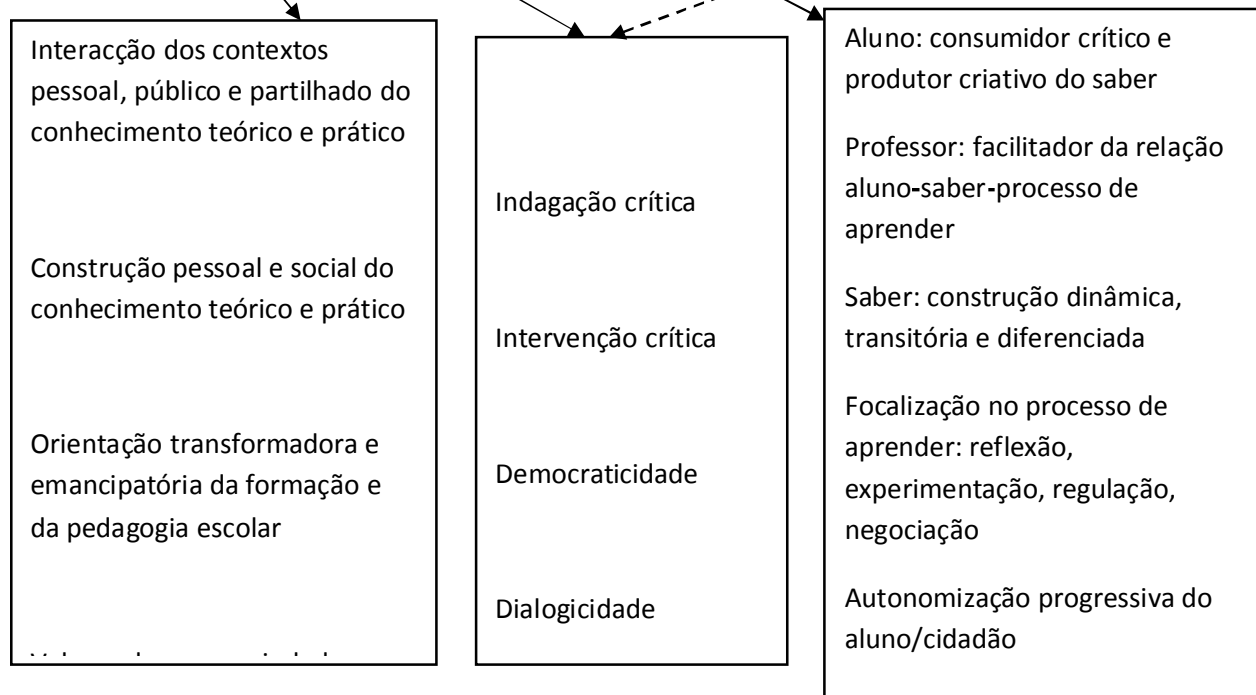 Interacção dos contextos
pessoal, público e partilhado do
conhecimento teórico e prático
Construção pessoal e social do
conhecimento teórico e prático
Orientação transformadora e
emancipatória da formação e
da pedagogia escolar
Indagação crítica
Intervenção crítica
Democraticidade
Dialogicidade
Aluno: consumidor crítico e
produtor criativo do saber
Professor: facilitador da relação
aluno-saber-processo de
aprender
Saber: construção dinâmica,
transitória e diferenciada
Focalização no processo de
aprender: reflexão,
experimentação, regulação,
negociação
Autonomização progressiva do
aluno/cidadão